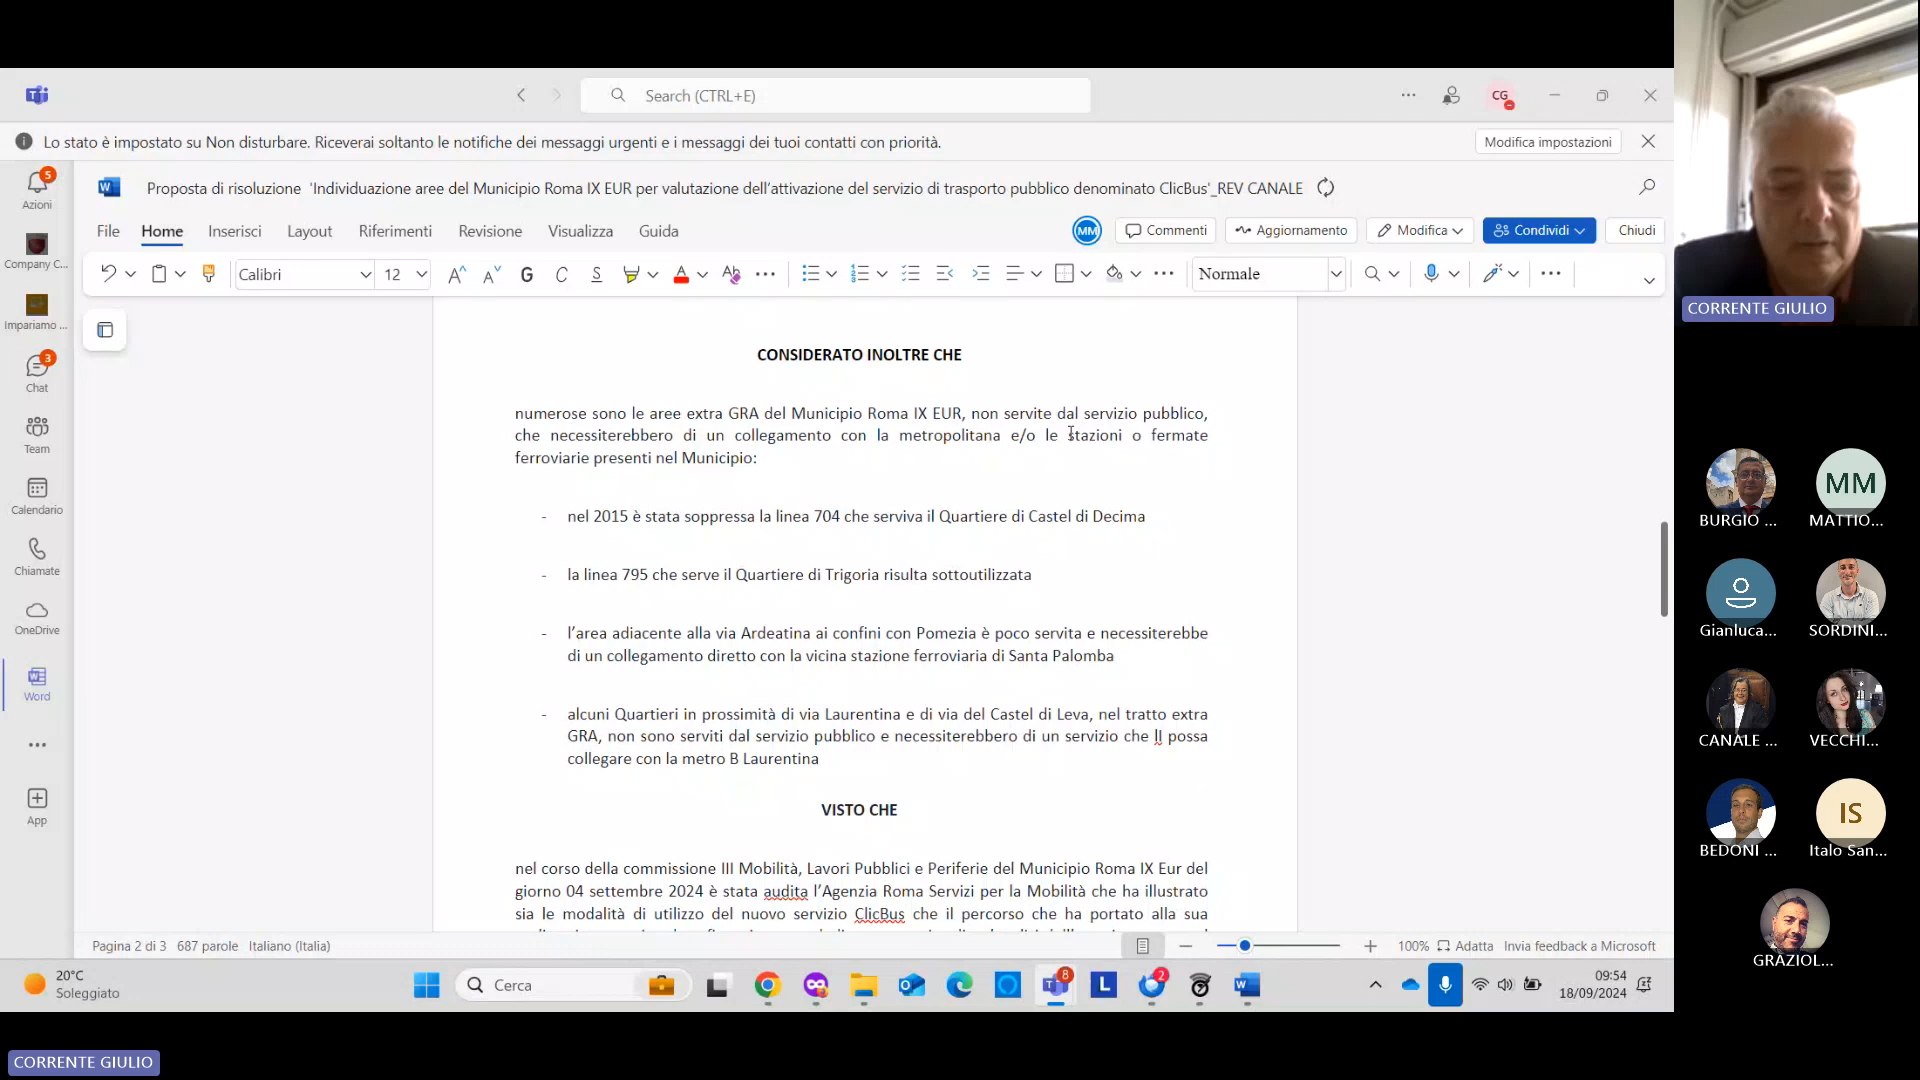 Search (CTRL+E)
CG
Lo stato è impostato su Non disturbare. Riceverai soltanto le notifiche dei messaggi urgenti e i messaggi dei tuoi contatti con priorità.
Modifica impostazioni
5
Azioni
Company C...
Impariamo ...
3
Chat
Team
Calendario
Chiamate
OneDrive
Word
App
Proposta di risoluzione 'Individuazione aree del Municipio Roma IX EUR per valutazione dell'attivazione del servizio di trasporto pubblico denominato ClicBus'_REV CANALE
File Home Inserisci Layout Riferimenti Revisione Visualizza Guida
MM Commenti Aggiornamento Modifica Condividi Chiudi
Calibri 12 A A G C S A Normale
CONSIDERATO INOLTRE CHE
numerose sono le aree extra GRA del Municipio Roma IX EUR, non servite dal servizio pubblico,
che necessiterebbero di un collegamento con la metropolitana e/o le stazioni o fermate
ferroviarie presenti nel Municipio:
- nel 2015 è stata soppressa la linea 704 che serviva il Quartiere di Castel di Decima
- la linea 795 che serve il Quartiere di Trigoria risulta sottoutilizzata
- l'area adiacente alla via Ardeatina ai confini con Pomezia è poco servita e necessiterebbe
di un collegamento diretto con la vicina stazione ferroviaria di Santa Palomba
- alcuni Quartieri in prossimità di via Laurentina e di via del Castel di Leva, nel tratto extra
GRA, non sono serviti dal servizio pubblico e necessiterebbero di un servizio che lI possa
collegare con la metro B Laurentina
VISTO CHE
nel corso della commissione III Mobilità, Lavori Pubblici e Periferie del Municipio Roma IX Eur del
giorno 04 settembre 2024 è stata audita l'Agenzia Roma Servizi per la Mobilità che ha illustrato
sia le modalità di utilizzo del nuovo servizio ClicBus che il percorso che ha portato alla sua
Pagina 2 di 3 687 parole Italiano (Italia)
100% Adatta Invia feedback a Microsoft
20°C
Soleggiato
Cerca
8
L
2
09:54
18/09/2024
CORRENTE GIULIO
CORRENTE GIULIO
BURGIO ...
MM
MATTIO...
Gianluca...
SORDINI...
CANALE ...
VECCHI...
BEDONI ...
IS
Italo San...
GRAZIOL...